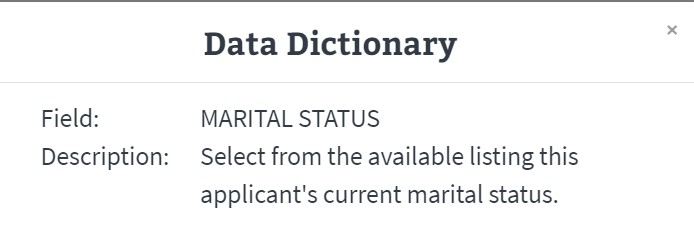 Data Dictionary
×
Field: MARITAL STATUS
Description: Select from the available listing this
applicant's current marital status.